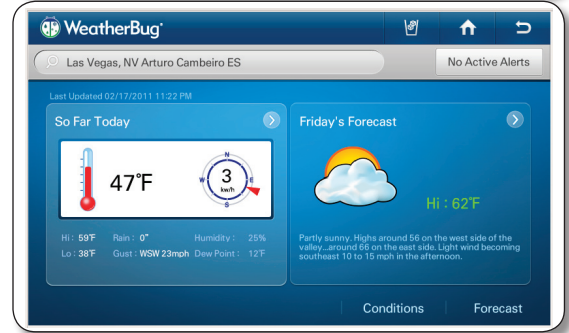 WeatherBug®
Las Vegas, NV Arturo Cambeiro ES
No Active Alerts
Last Updated 02/17/2011 11:22 PM
So Far Today
Friday's Forecast
47°F
N
W
E
S
3
kw/h
Hi : 62°F
Hi : 59°F Rain : 0" Humidity : 25%
Lo : 38°F Gust : WSW 23mph Dew Point : 12°F
Partly sunny. Highs around 56 on the west side of the
valley...around 66 on the east side. Light wind becoming
southeast 10 to 15 mph in the afternoon.
Conditions
Forecast